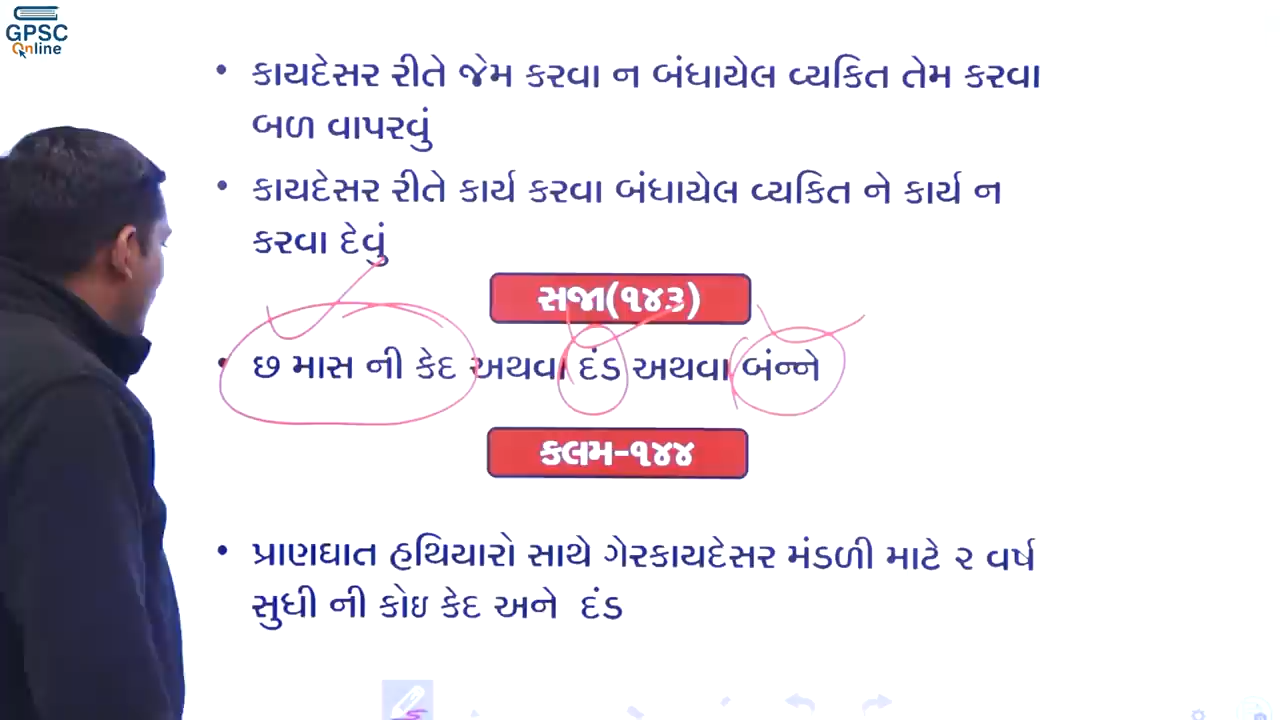 GPSC
Online
• કાયદેસર રીતે જેમ કરવા ન બંધાયેલ વ્યકિત તેમ કરવા
બળ વાપરવું
• કાયદેસર રીતે કાર્ય કરવા બંધાયેલ વ્યકિત ને કાર્ય ન
કરવા દેવું
સજા(૧૪૩)
• છ માસ ની કેદ અથવા દંડ અથવા બંન્ને
કલમ-૧૪૪
• પ્રાણઘાત હથિયારો સાથે ગેરકાયદેસર મંડળી માટે ૨ વર્ષ
સુધી ની કોઇ કેદ અને દંડ